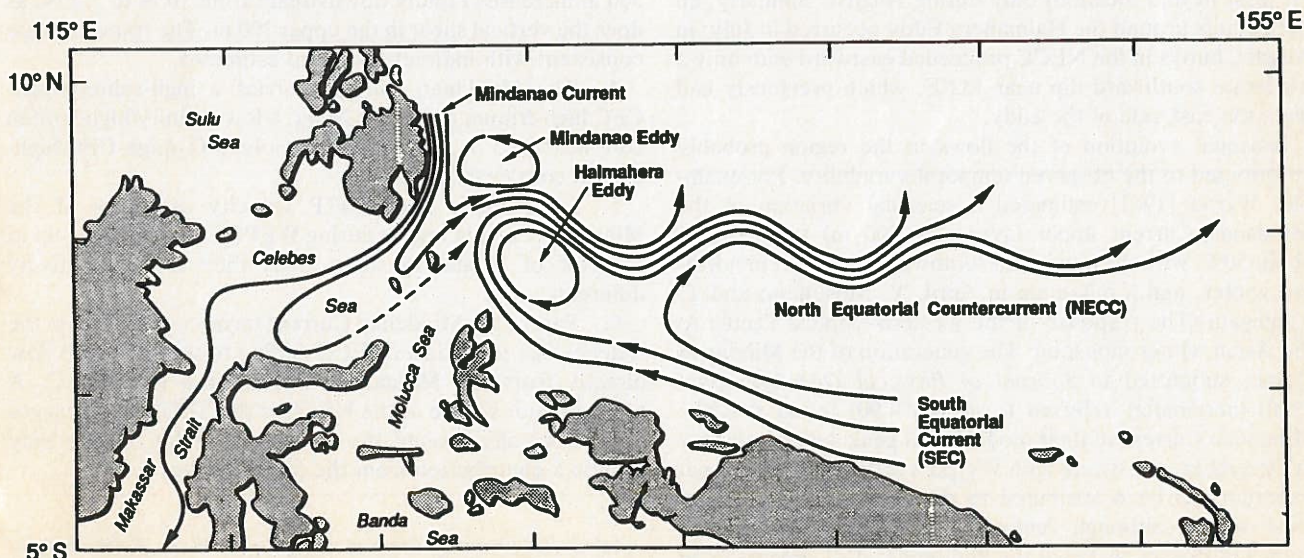 115°E
155°E
10°N
Mindanao Current
Sulu
Sea
Mindanao Eddy
Halmahera
Eddy
Celebes
Sea
North Equatorial Countercurrent (NECC)
Molucca Sea
South
Equatorial
Current
(SEC)
Makassar Strait
Banda
Sea
5°S